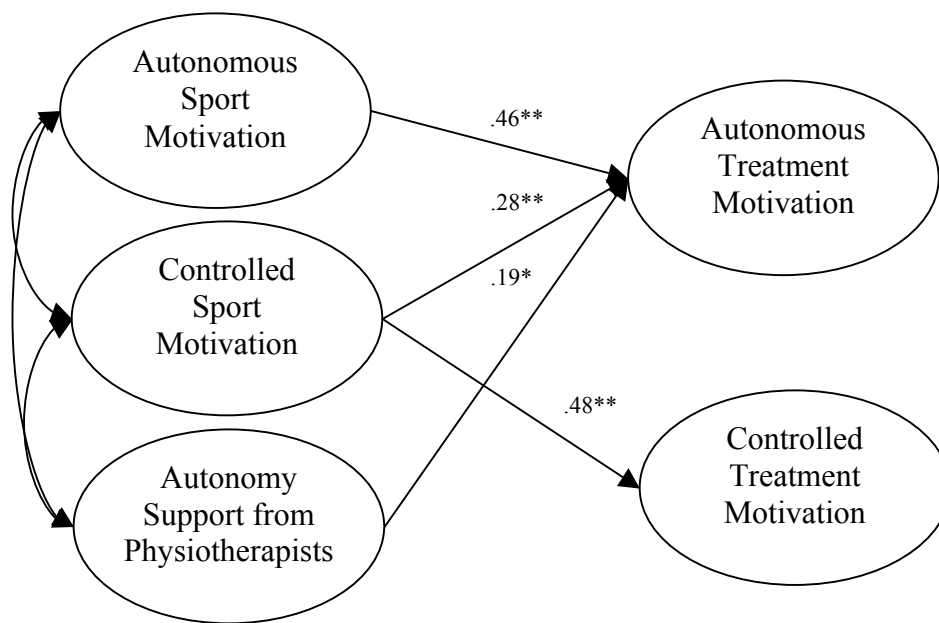 Autonomous
Sport
Motivation
.46**
Autonomous
Treatment
Motivation
.28**
Controlled
Sport
Motivation
.19*
.48**
Controlled
Treatment
Motivation
Autonomy
Support from
Physiotherapists